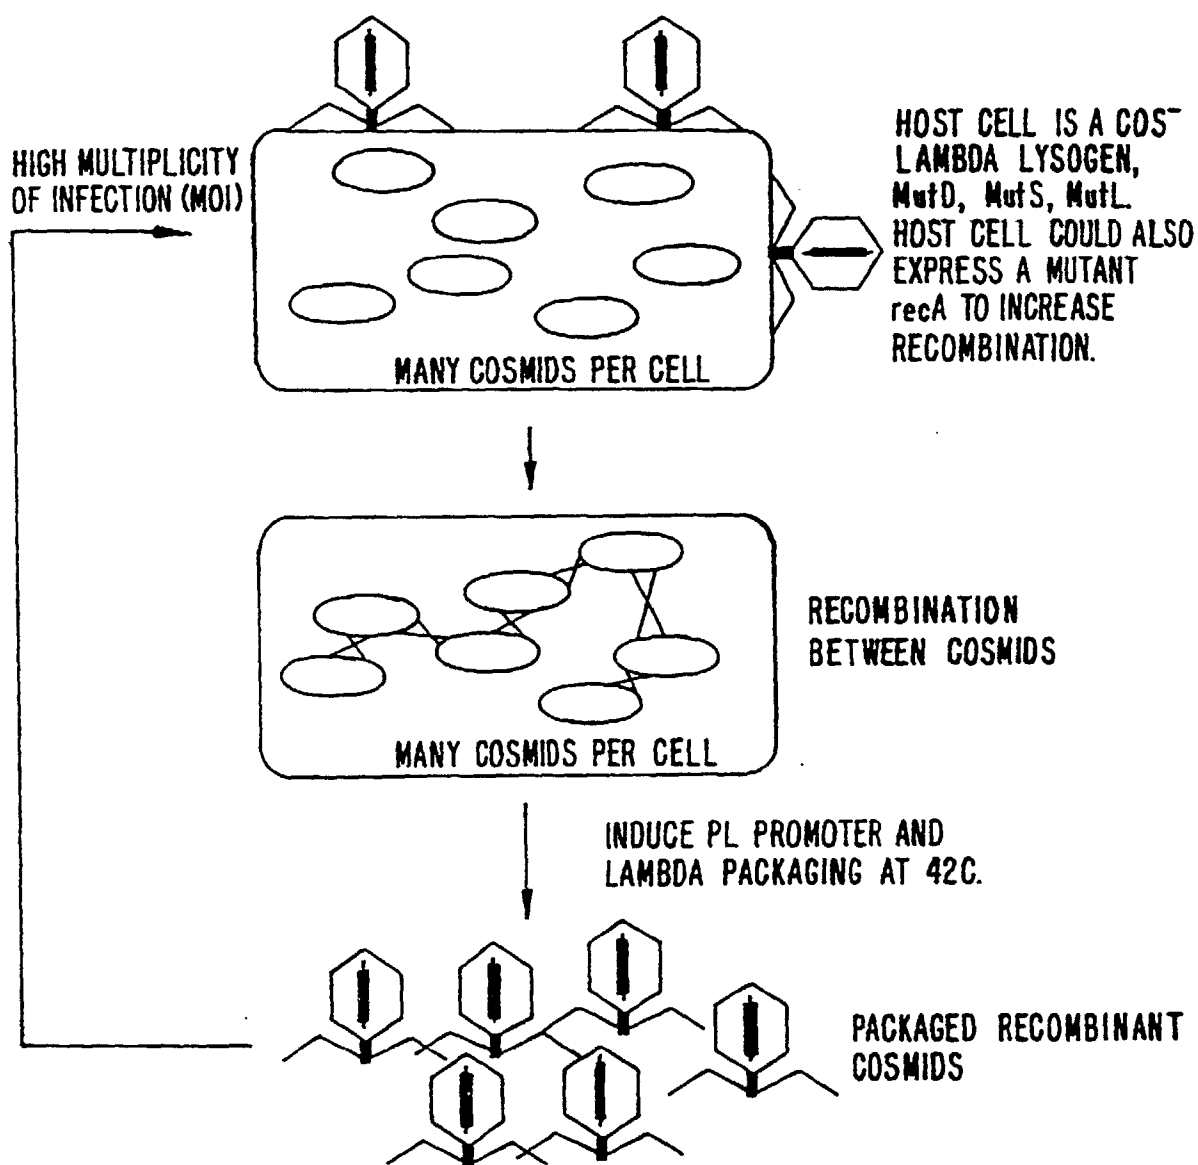 HIGH MULTIPLICITY
OF INFECTION (MOI)
HOST CELL IS A COS⁻
LAMBDA LYSOGEN,
MutD, MutS, MutL.
HOST CELL COULD ALSO
EXPRESS A MUTANT
recA TO INCREASE
RECOMBINATION.
MANY COSMIDS PER CELL
RECOMBINATION
BETWEEN COSMIDS
MANY COSMIDS PER CELL
INDUCE PL PROMOTER AND
LAMBDA PACKAGING AT 42C.
PACKAGED RECOMBINANT
COSMIDS